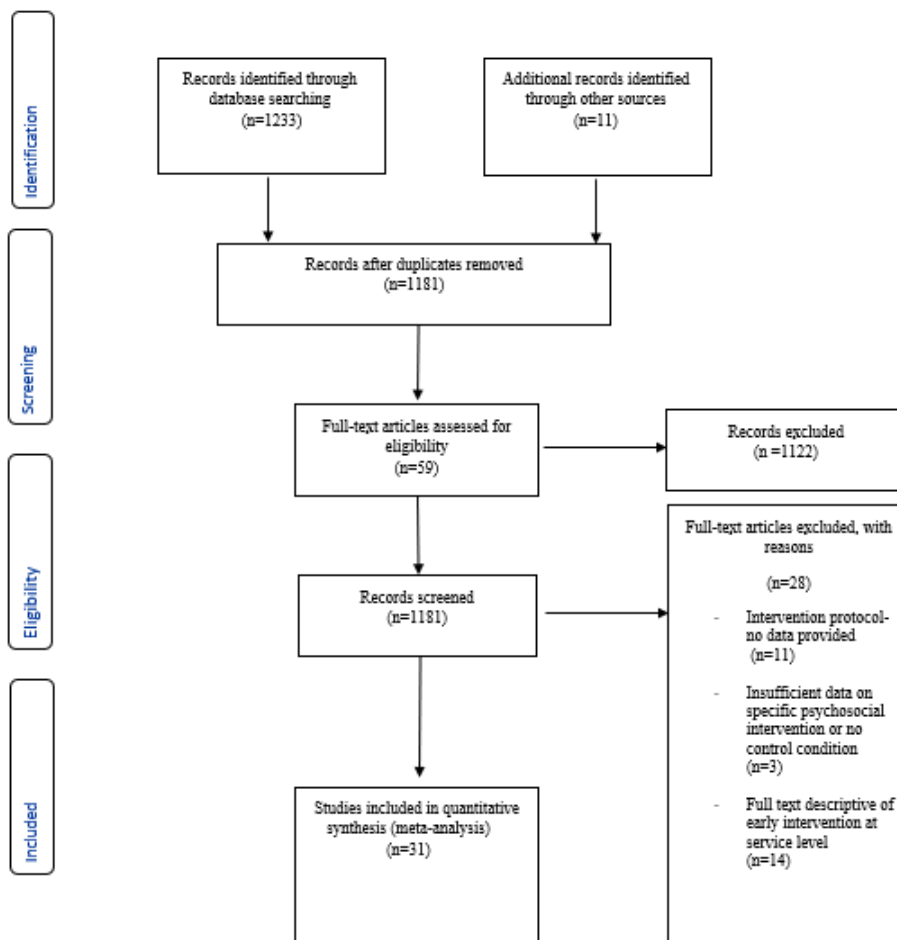 Identification
Records identified through
database searching
(n=1233)
Additional records identified
through other sources
(n=11)
Screening
Records after duplicates removed
(n=1181)
Full-text articles assessed for
eligibility
(n=59)
Records excluded
(n =1122)
Eligibility
Records screened
(n=1181)
Full-text articles excluded, with
reasons
(n=28)
- Intervention protocol-
no data provided
(n=11)
- Insufficient data on
specific psychosocial
intervention or no
control condition
(n=3)
- Full text descriptive of
early intervention at
service level
(n=14)
Included
Studies included in quantitative
synthesis (meta-analysis)
(n=31)